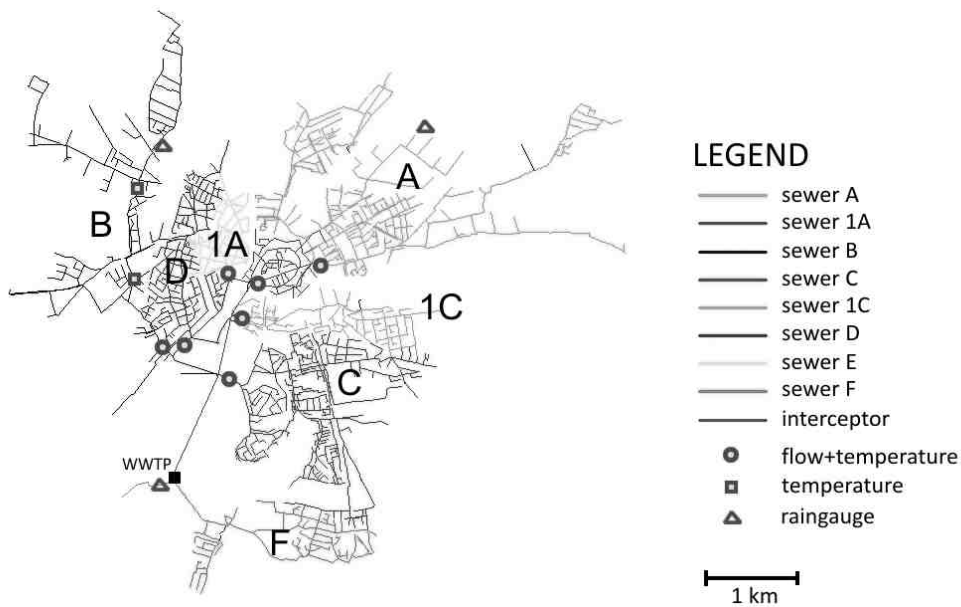 A
B
1A
D
1C
C
WWTP
F
LEGEND
sewer A
sewer 1A
sewer B
sewer C
sewer 1C
sewer D
sewer E
sewer F
interceptor
flow+temperature
temperature
raingauge
1 km